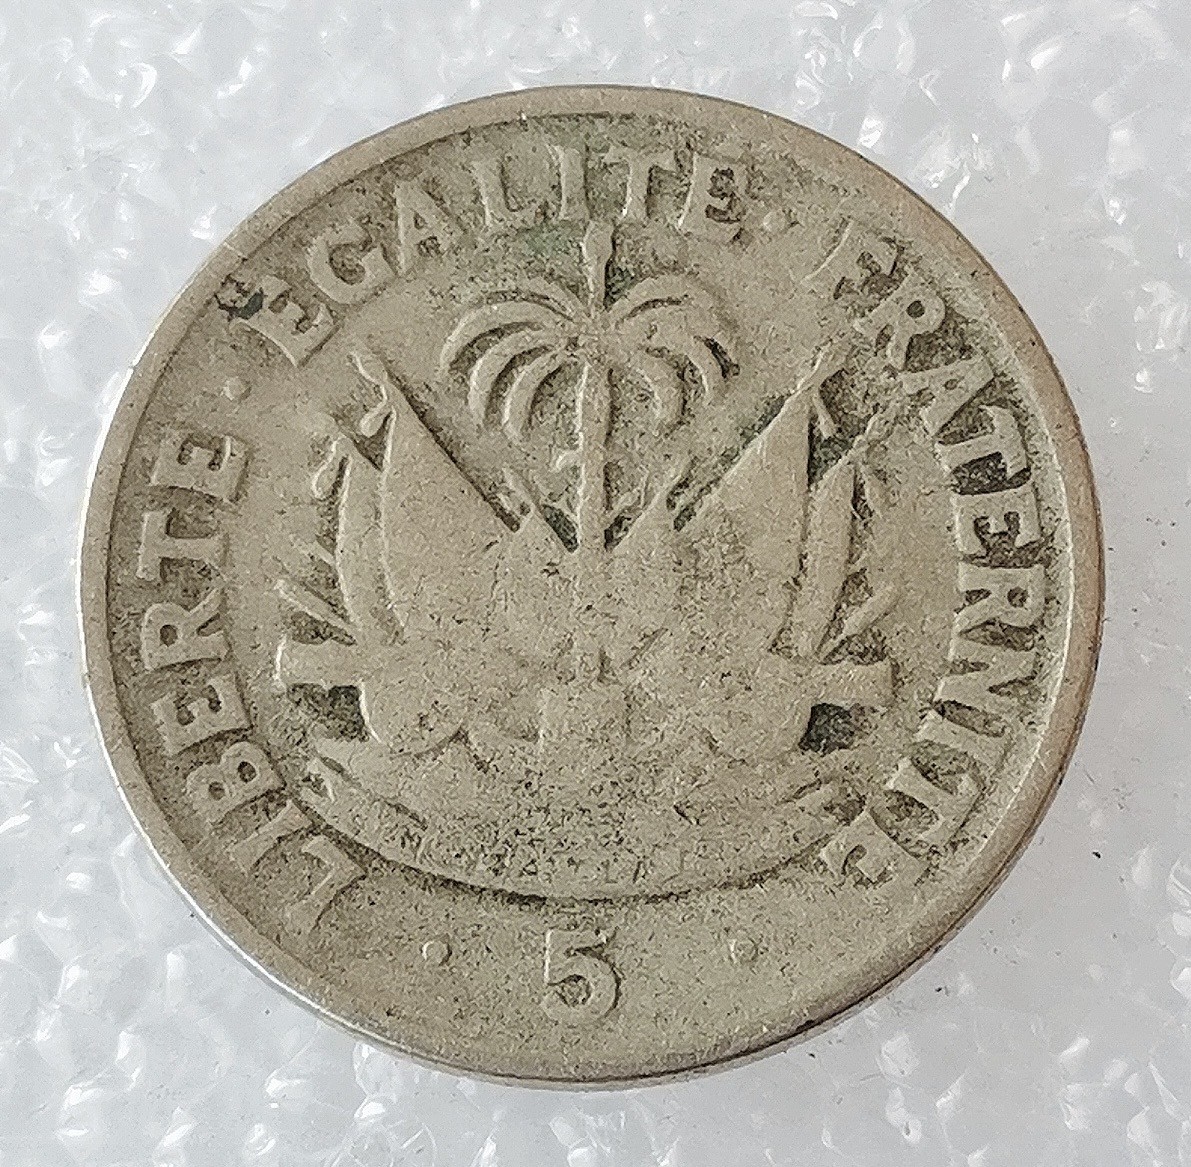 LIBERTE · EGALITE · FRATERNITE
· 5 ·